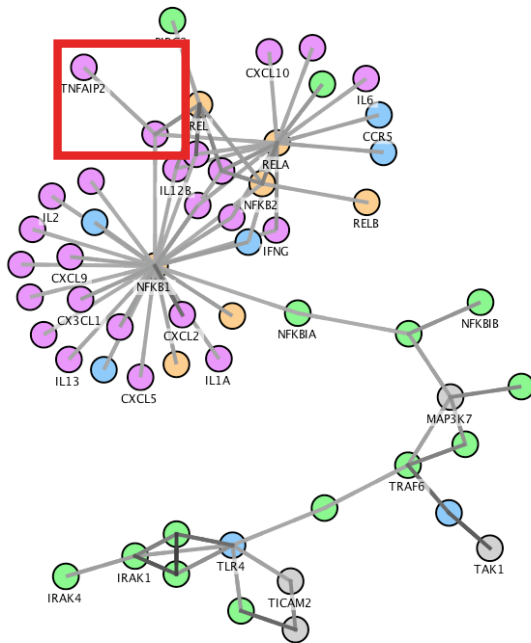 TNFAIP2
CXCL10
IL6
REL
CCR5
RELA
IL12B
NFKB2
RELB
IL2
IFNG
CXCL9
NFKB1
CX3CL1
NFKBIA
NFKBIB
CXCL2
IL13
IL1A
CXCL5
MAP3K7
TRAF6
TAK1
IRAK1
TLR4
IRAK4
TICAM2